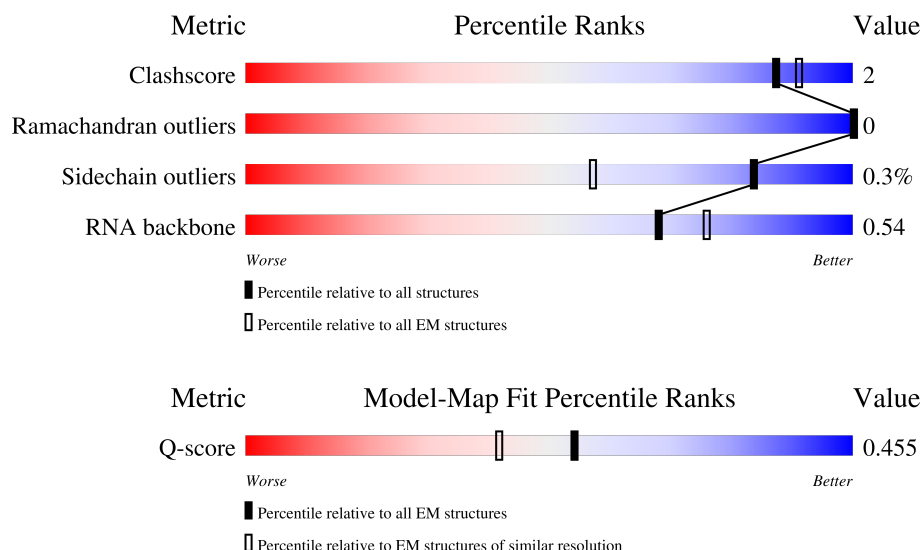 Metric Percentile Ranks Value
Clashscore 2
Ramachandran outliers 0
Sidechain outliers 0.3%
RNA backbone 0.54
Worse Better
Percentile relative to all structures
Percentile relative to all EM structures
Metric Model-Map Fit Percentile Ranks Value
Q-score 0.455
Worse Better
Percentile relative to all EM structures
Percentile relative to EM structures of similar resolution